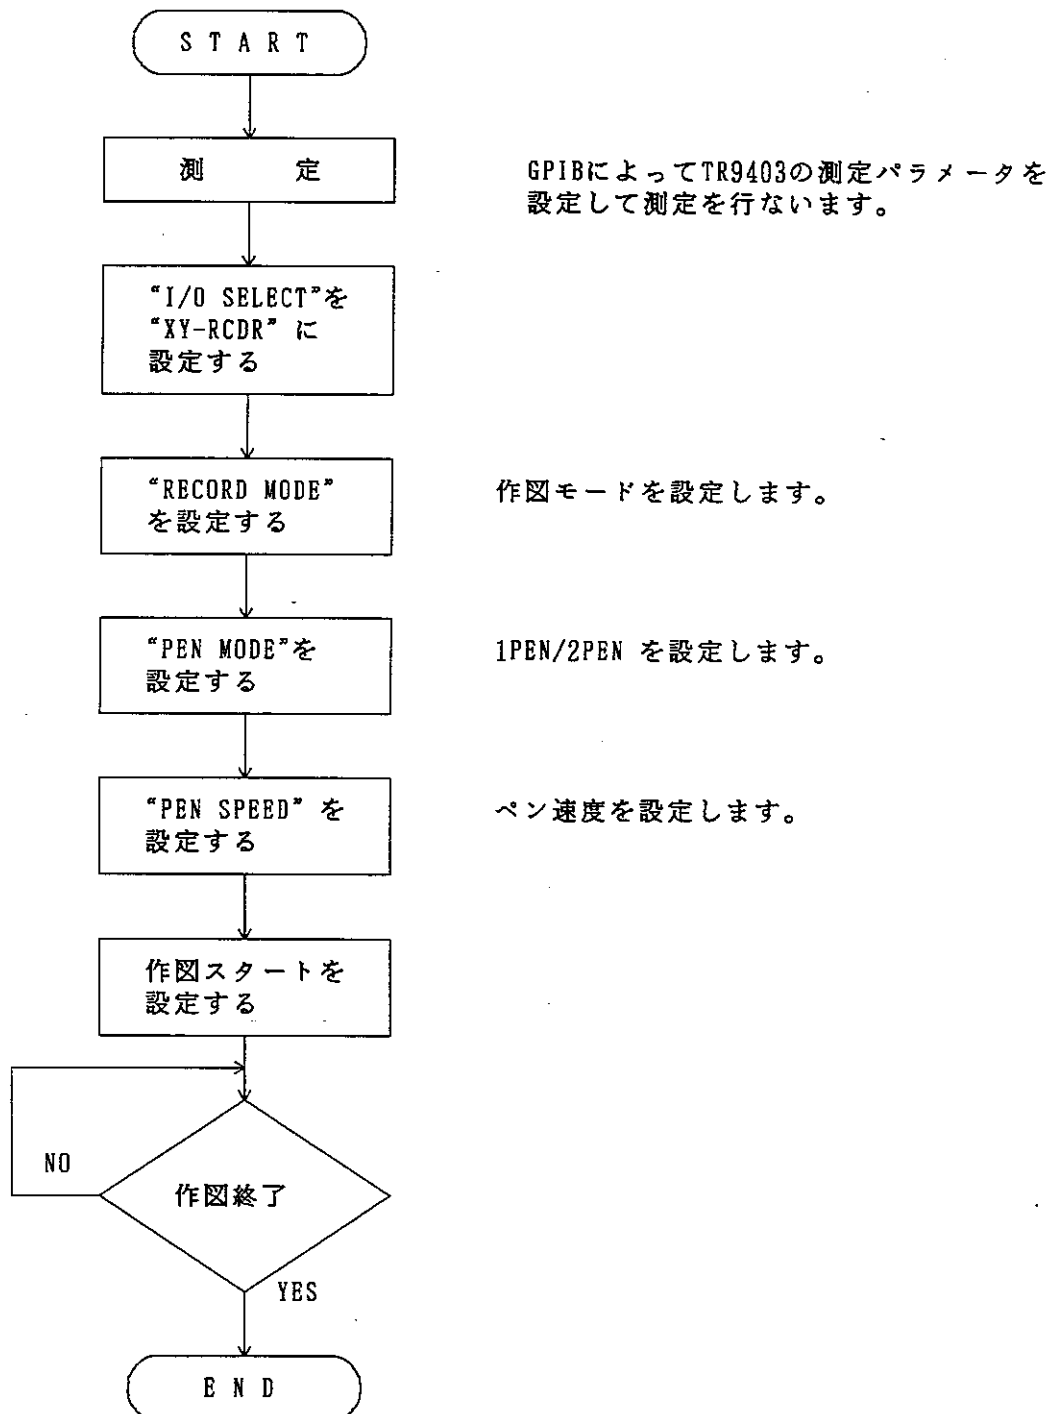 START
測 定
GPIBによってTR9403の測定パラメータを
設定して測定を行ないます。
“I/O SELECT”を
“XY-RCDR” に
設定する
“RECORD MODE”
を設定する
作図モードを設定します。
“PEN MODE”を
設定する
1PEN/2PEN を設定します。
“PEN SPEED” を
設定する
ペン速度を設定します。
作図スタートを
設定する
NO
作図終了
YES
END